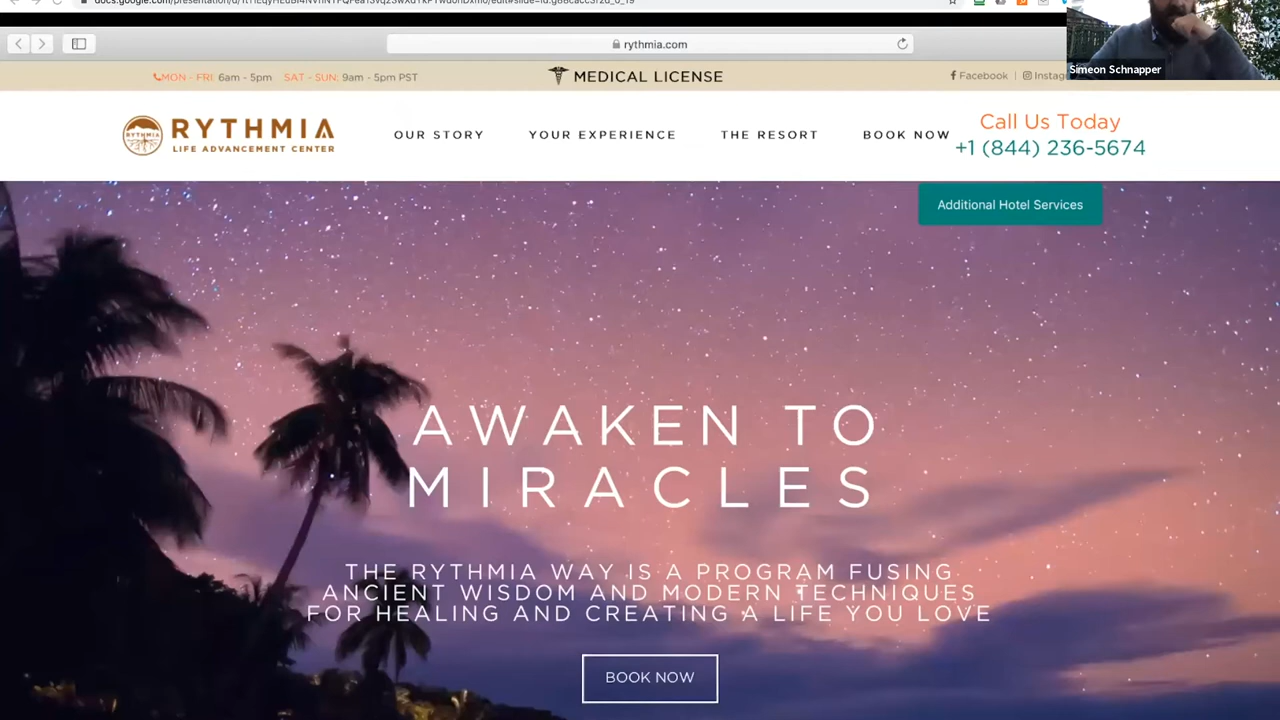 rythmia.com
Simeon Schnapper
MON - FRI: 6am - 5pm SAT - SUN: 9am - 5pm PST
MEDICAL LICENSE
Facebook |
RYTHMIA
LIFE ADVANCEMENT CENTER
RYTHMIA
OUR STORY
YOUR EXPERIENCE
THE RESORT
BOOK NOW
Call Us Today
+1 (844) 236-5674
Additional Hotel Services
AWAKEN TO
MIRACLES
THE RYTHMIA WAY IS A PROGRAM FUSING
ANCIENT WISDOM AND MODERN TECHNIQUES
FOR HEALING AND CREATING A LIFE YOU LOVE
BOOK NOW